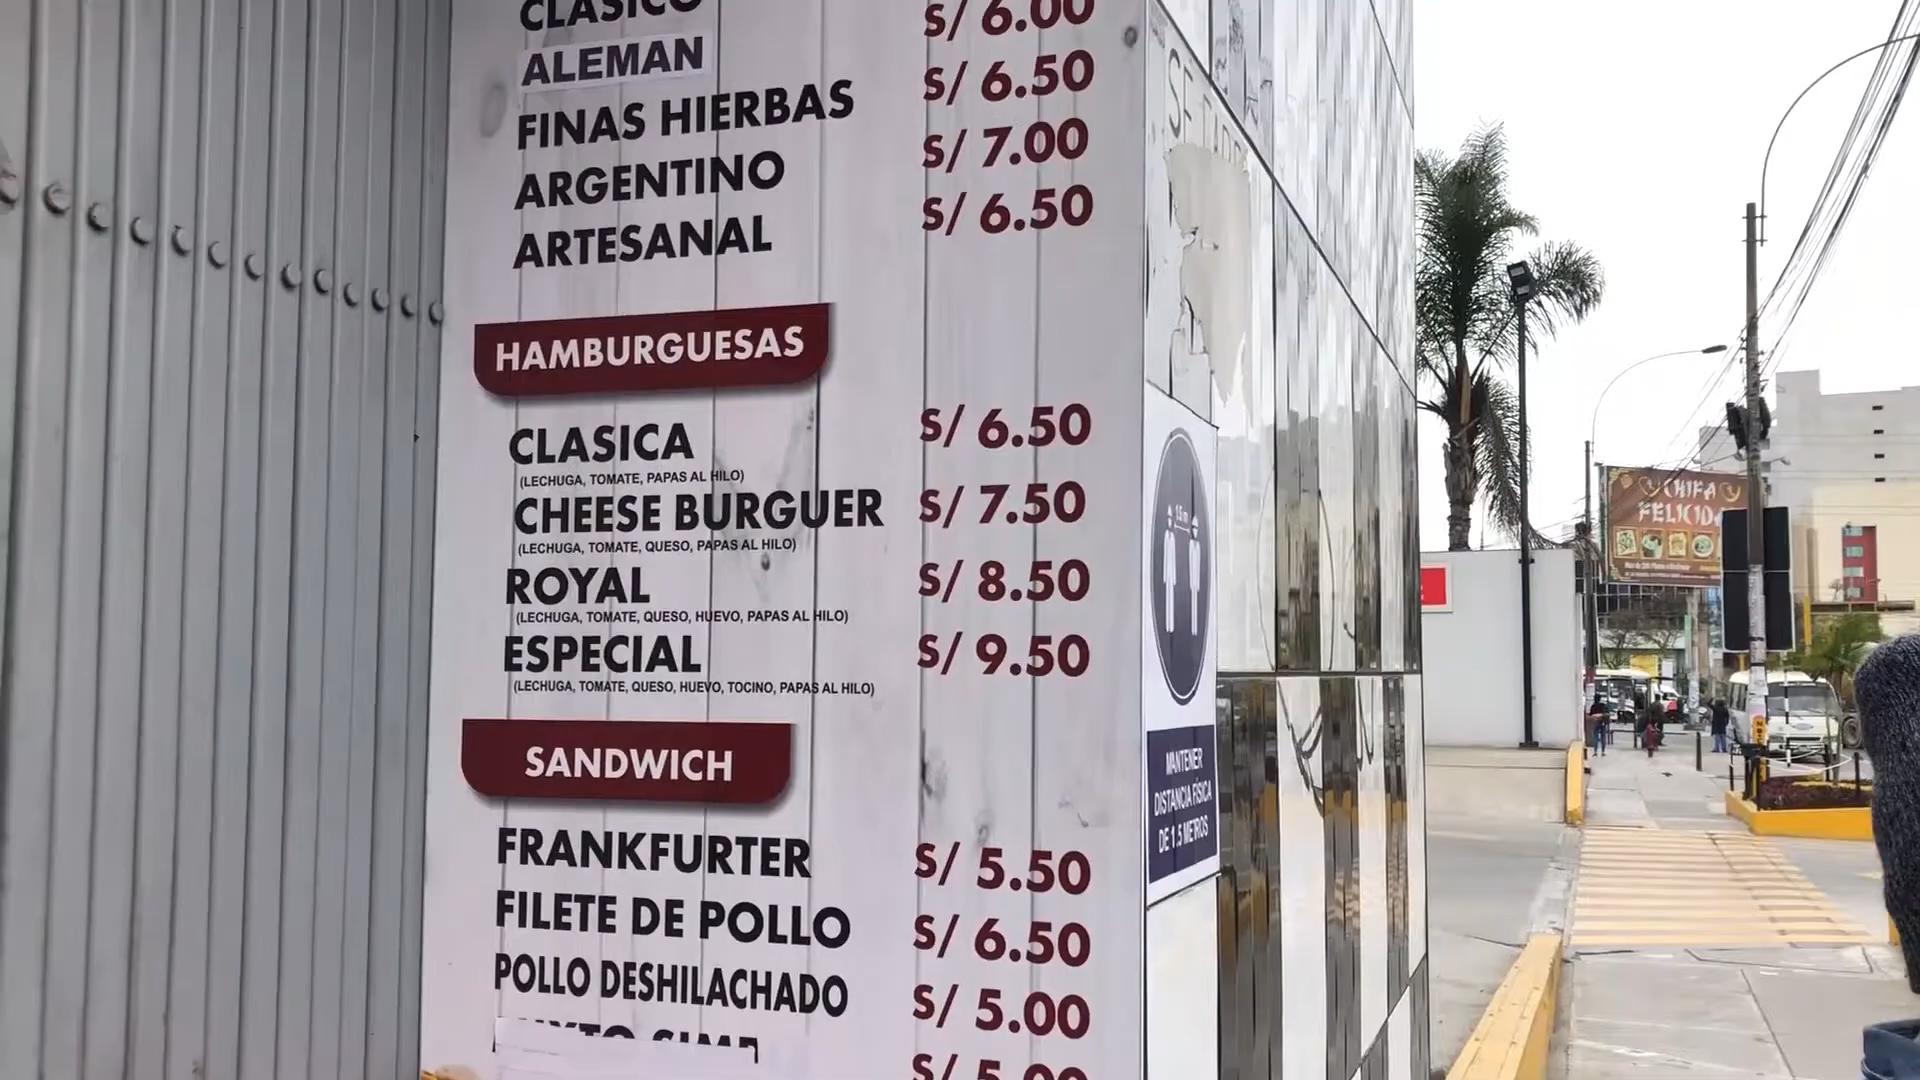 CLASICO S/ 6.00
ALEMAN S/ 6.50
FINAS HIERBAS S/ 7.00
ARGENTINO S/ 6.50
ARTESANAL
HAMBURGUESAS
CLASICA S/ 6.50
(LECHUGA, TOMATE, PAPAS AL HILO)
CHEESE BURGUER S/ 7.50
(LECHUGA, TOMATE, QUESO, PAPAS AL HILO)
ROYAL S/ 8.50
(LECHUGA, TOMATE, QUESO, HUEVO, PAPAS AL HILO)
ESPECIAL S/ 9.50
(LECHUGA, TOMATE, QUESO, HUEVO, TOCINO, PAPAS AL HILO)
SANDWICH
FRANKFURTER S/ 5.50
FILETE DE POLLO S/ 6.50
POLLO DESHILACHADO S/ 5.00
S/ 5.00
1.5 m
MANTENER
DISTANCIA FÍSICA
DE 1.5 METROS
CHIFA